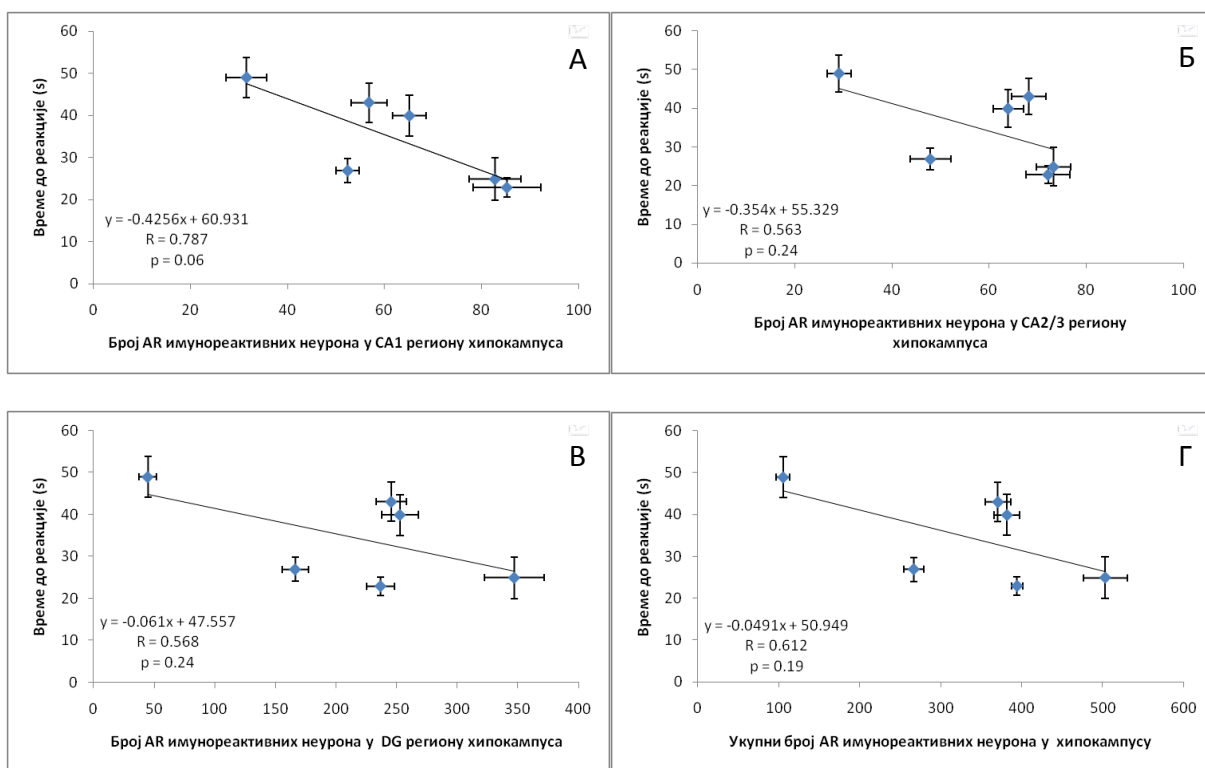 А
Време до реакције (s)
60
50
40
30
20
10
0
y = -0.4256x + 60.931
R = 0.787
p = 0.06
0 20 40 60 80 100
Број AR имунореактивних неурона у CA1 региону хипокампуса
Б
Време до реакције (s)
60
50
40
30
20
10
0
y = -0.354x + 55.329
R = 0.563
p = 0.24
0 20 40 60 80 100
Број AR имунореактивних неурона у CA2/3 региону
хипокампуса
В
Време до реакције (s)
60
50
40
30
20
10
0
y = -0.061x + 47.557
R = 0.568
p = 0.24
0 50 100 150 200 250 300 350 400
Број AR имунореактивних неурона у DG региону хипокампуса
Г
Време до реакције (s)
60
50
40
30
20
10
0
y = -0.0491x + 50.949
R = 0.612
p = 0.19
0 100 200 300 400 500 600
Укупни број AR имунореактивних неурона у хипокампусу